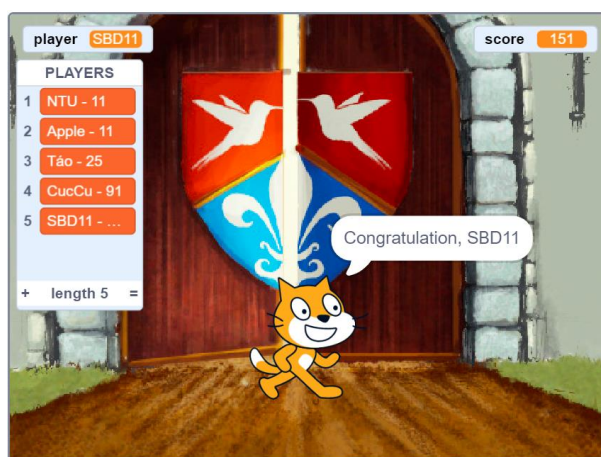 player SBD11
score 151
PLAYERS
1 NTU - 11
2 Apple - 11
3 Táo - 25
4 CucCu - 91
5 SBD11 - ...
+ length 5 =
Congratulation, SBD11